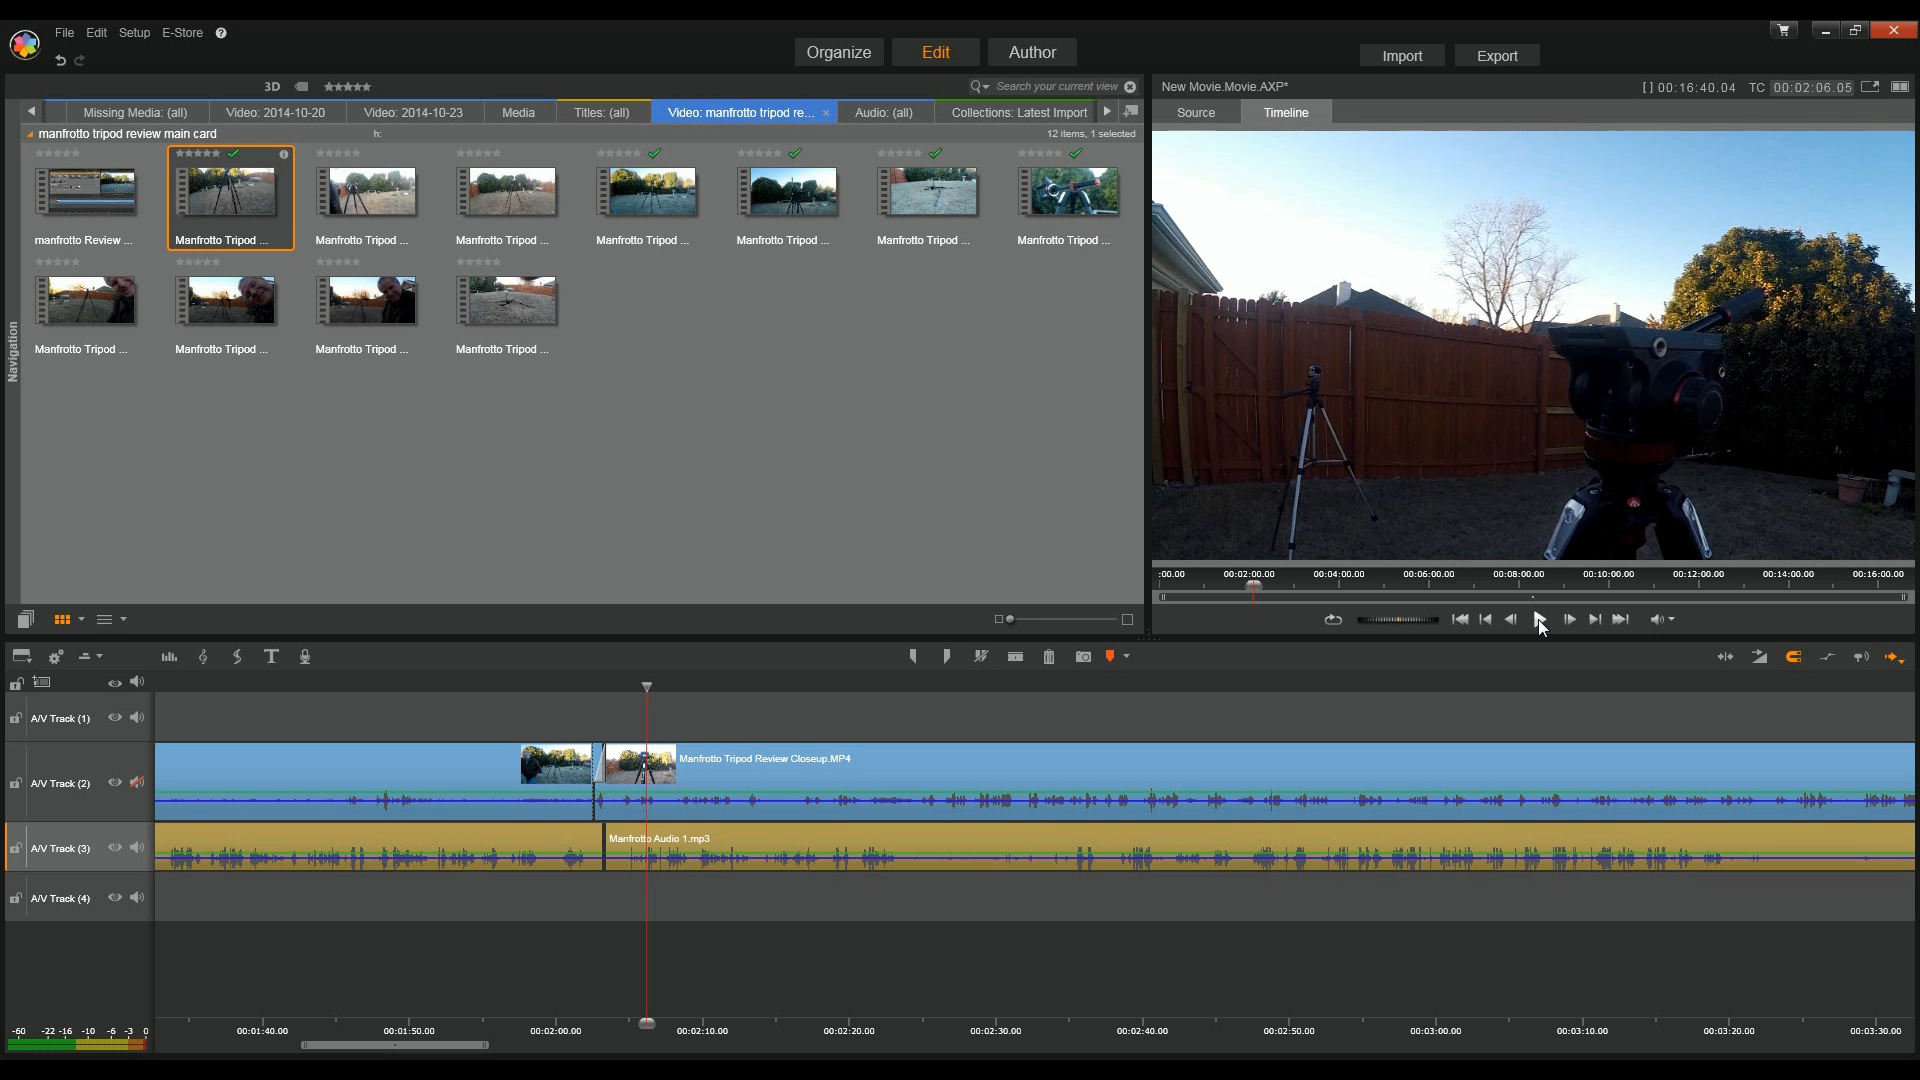 File Edit Setup E-Store ?
Organize Edit Author
Import Export
3D
Search your current view
New Movie.Movie.AXP*
[ ] 00:16:40.04 TC 00:02:06.05
Missing Media: (all) Video: 2014-10-20 Video: 2014-10-23 Media Titles: (all) Video: manfrotto tripod re... × Audio: (all) Collections: Latest Import
Source Timeline
manfrotto tripod review main card h: 12 items, 1 selected
manfrotto Review ... Manfrotto Tripod ... Manfrotto Tripod ... Manfrotto Tripod ... Manfrotto Tripod ... Manfrotto Tripod ... Manfrotto Tripod ... Manfrotto Tripod ...
Manfrotto Tripod ... Manfrotto Tripod ... Manfrotto Tripod ... Manfrotto Tripod ...
Navigation
:00.00 00:02:00.00 00:04:00.00 00:06:00.00 00:08:00.00 00:10:00.00 00:12:00.00 00:14:00.00 00:16:00.00
A/V Track (1)
A/V Track (2)
Manfrotto Tripod Review Closeup.MP4
A/V Track (3)
Manfrotto Audio 1.mp3
A/V Track (4)
-60 -22 -16 -10 -6 -3 0
00:01:40.00 00:01:50.00 00:02:00.00 00:02:10.00 00:02:20.00 00:02:30.00 00:02:40.00 00:02:50.00 00:03:00.00 00:03:10.00 00:03:20.00 00:03:30.00